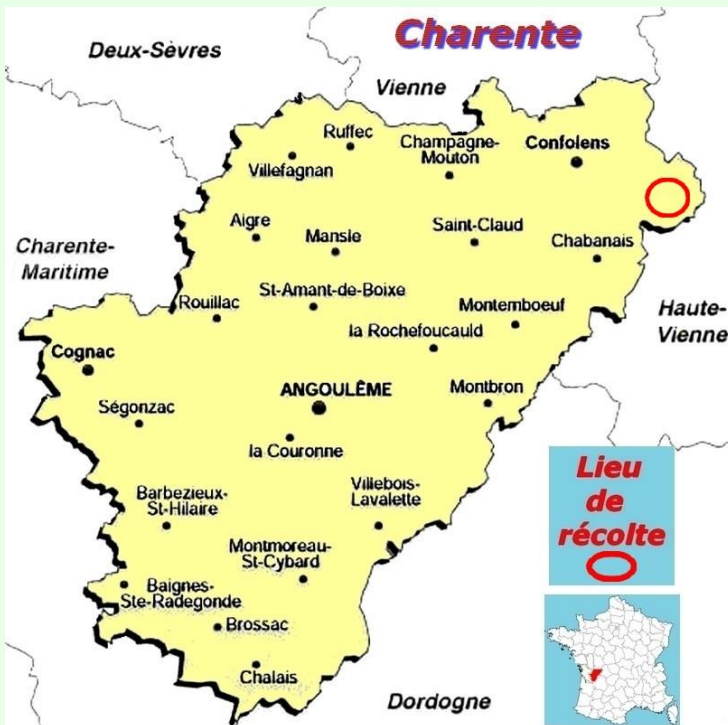 Charente
Deux-Sèvres
Vienne
Ruffec
Villefagnan
Champagne-
Mouton
Confolens
Aigre
Mansle
Saint-Claud
Chabanais
Charente-
Maritime
Rouillac
St-Amant-de-Boixe
Montemboeuf
Haute-
Vienne
la Rochefoucauld
Cognac
ANGOULÊME
Montbron
Ségonzac
la Couronne
Barbezieux-
St-Hilaire
Villebois-
Lavalette
Lieu
de
récolte
Montmoreau-
St-Cybard
Baignes-
Ste-Radegonde
Brossac
Chalais
Dordogne